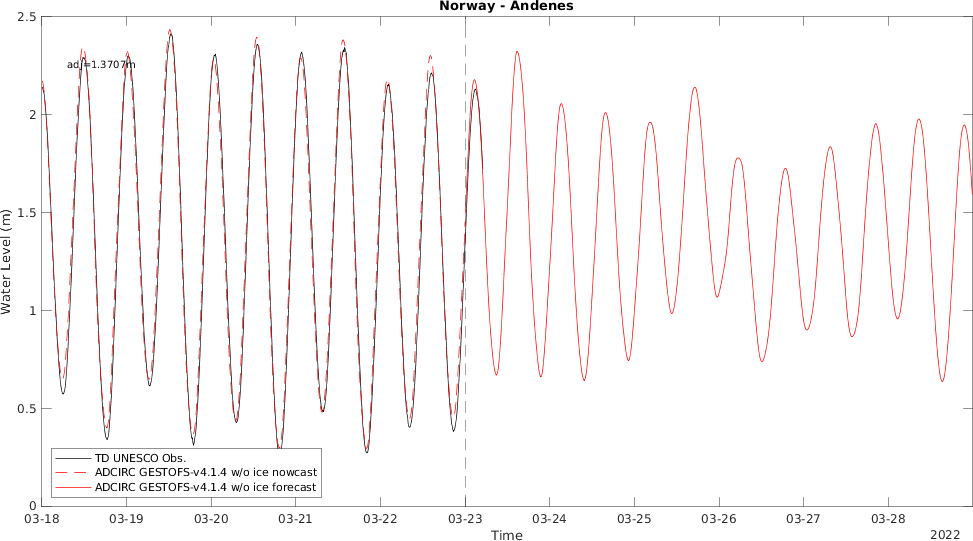 Norway - Andenes
2.5
adj=1.3707m
2
1.5
Water Level (m)
1
0.5
TD UNESCO Obs.
ADCIRC GESTOFS-v4.1.4 w/o ice nowcast
ADCIRC GESTOFS-v4.1.4 w/o ice forecast
0
03-18 03-19 03-20 03-21 03-22 03-23 03-24 03-25 03-26 03-27 03-28
Time
2022